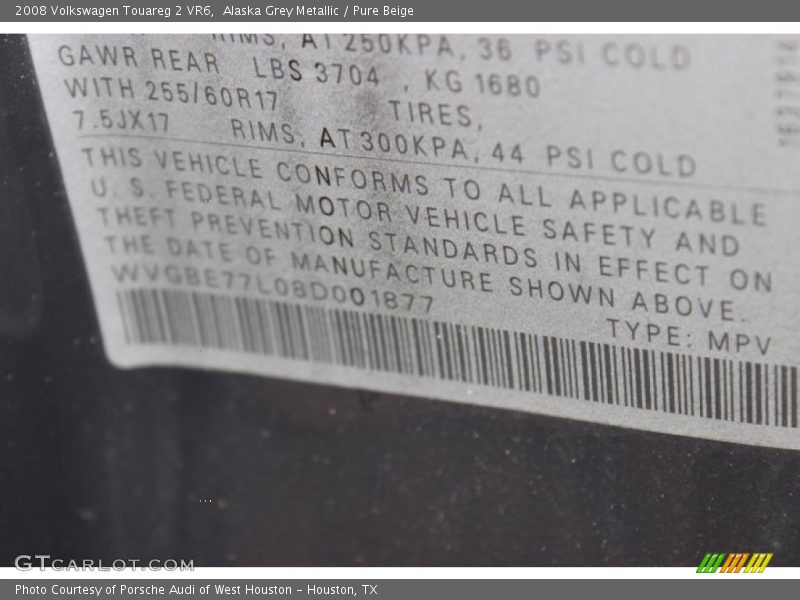 2008 Volkswagen Touareg 2 VR6,  Alaska Grey Metallic / Pure Beige
RIMS, AT 250KPA, 36 PSI COLD
GAWR REAR LBS 3704 , KG 1680
WITH 255/60R17 TIRES,
7.5JX17 RIMS, AT 300KPA, 44 PSI COLD
THIS VEHICLE CONFORMS TO ALL APPLICABLE
U. S. FEDERAL MOTOR VEHICLE SAFETY AND
THEFT PREVENTION STANDARDS IN EFFECT ON
THE DATE OF MANUFACTURE SHOWN ABOVE.
WVGBE77L08D001877
TYPE: MPV
GTCARLOT.COM
Photo Courtesy of Porsche Audi of West Houston - Houston, TX